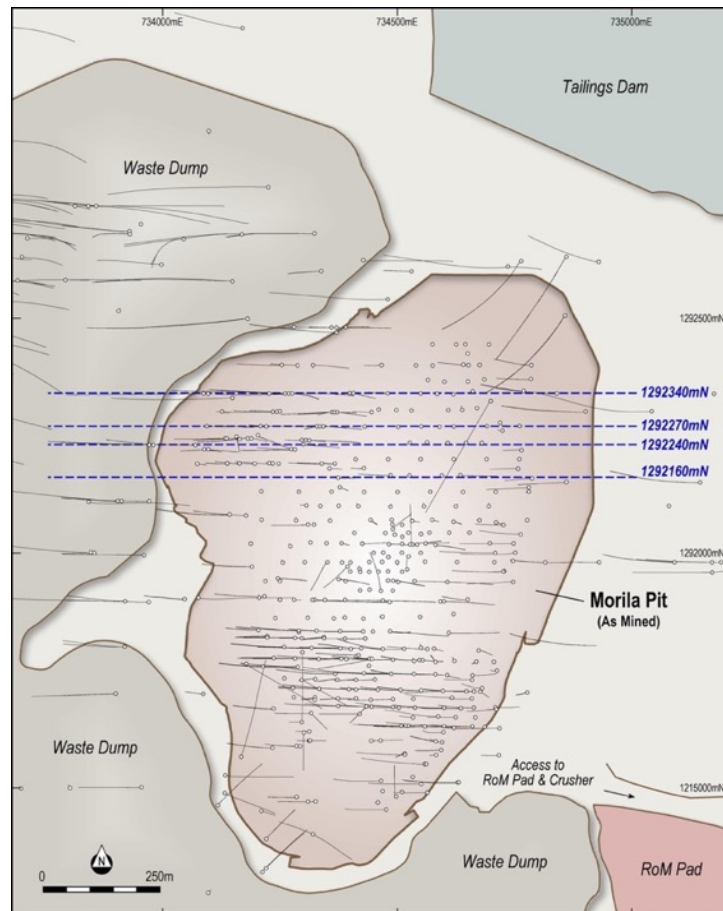 734000mE
734500mE
735000mE
Tailings Dam
Waste Dump
1292500mN
1292340mN
1292270mN
1292240mN
1292160mN
1292000mN
Morila Pit
(As Mined)
Waste Dump
Access to
RoM Pad & Crusher
1215000mN
N
0
250m
Waste Dump
RoM Pad